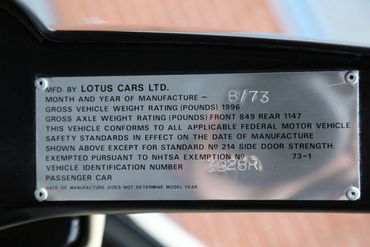 MFD. BY LOTUS CARS LTD.
MONTH AND YEAR OF MANUFACTURE – 8/73
GROSS VEHICLE WEIGHT RATING (POUNDS) 1996
GROSS AXLE WEIGHT RATING (POUNDS) FRONT 849 REAR 1147
THIS VEHICLE CONFORMS TO ALL APPLICABLE FEDERAL MOTOR VEHICLE
SAFETY STANDARDS IN EFFECT ON THE DATE OF MANUFACTURE
SHOWN ABOVE EXCEPT FOR STANDARD Nº 214 SIDE DOOR STRENGTH.
EXEMPTED PURSUANT TO NHTSA EXEMPTION Nº 73-1
VEHICLE IDENTIFICATION NUMBER 3928R
PASSENGER CAR
DATE OF MANUFACTURE DOES NOT DETERMINE MODEL YEAR